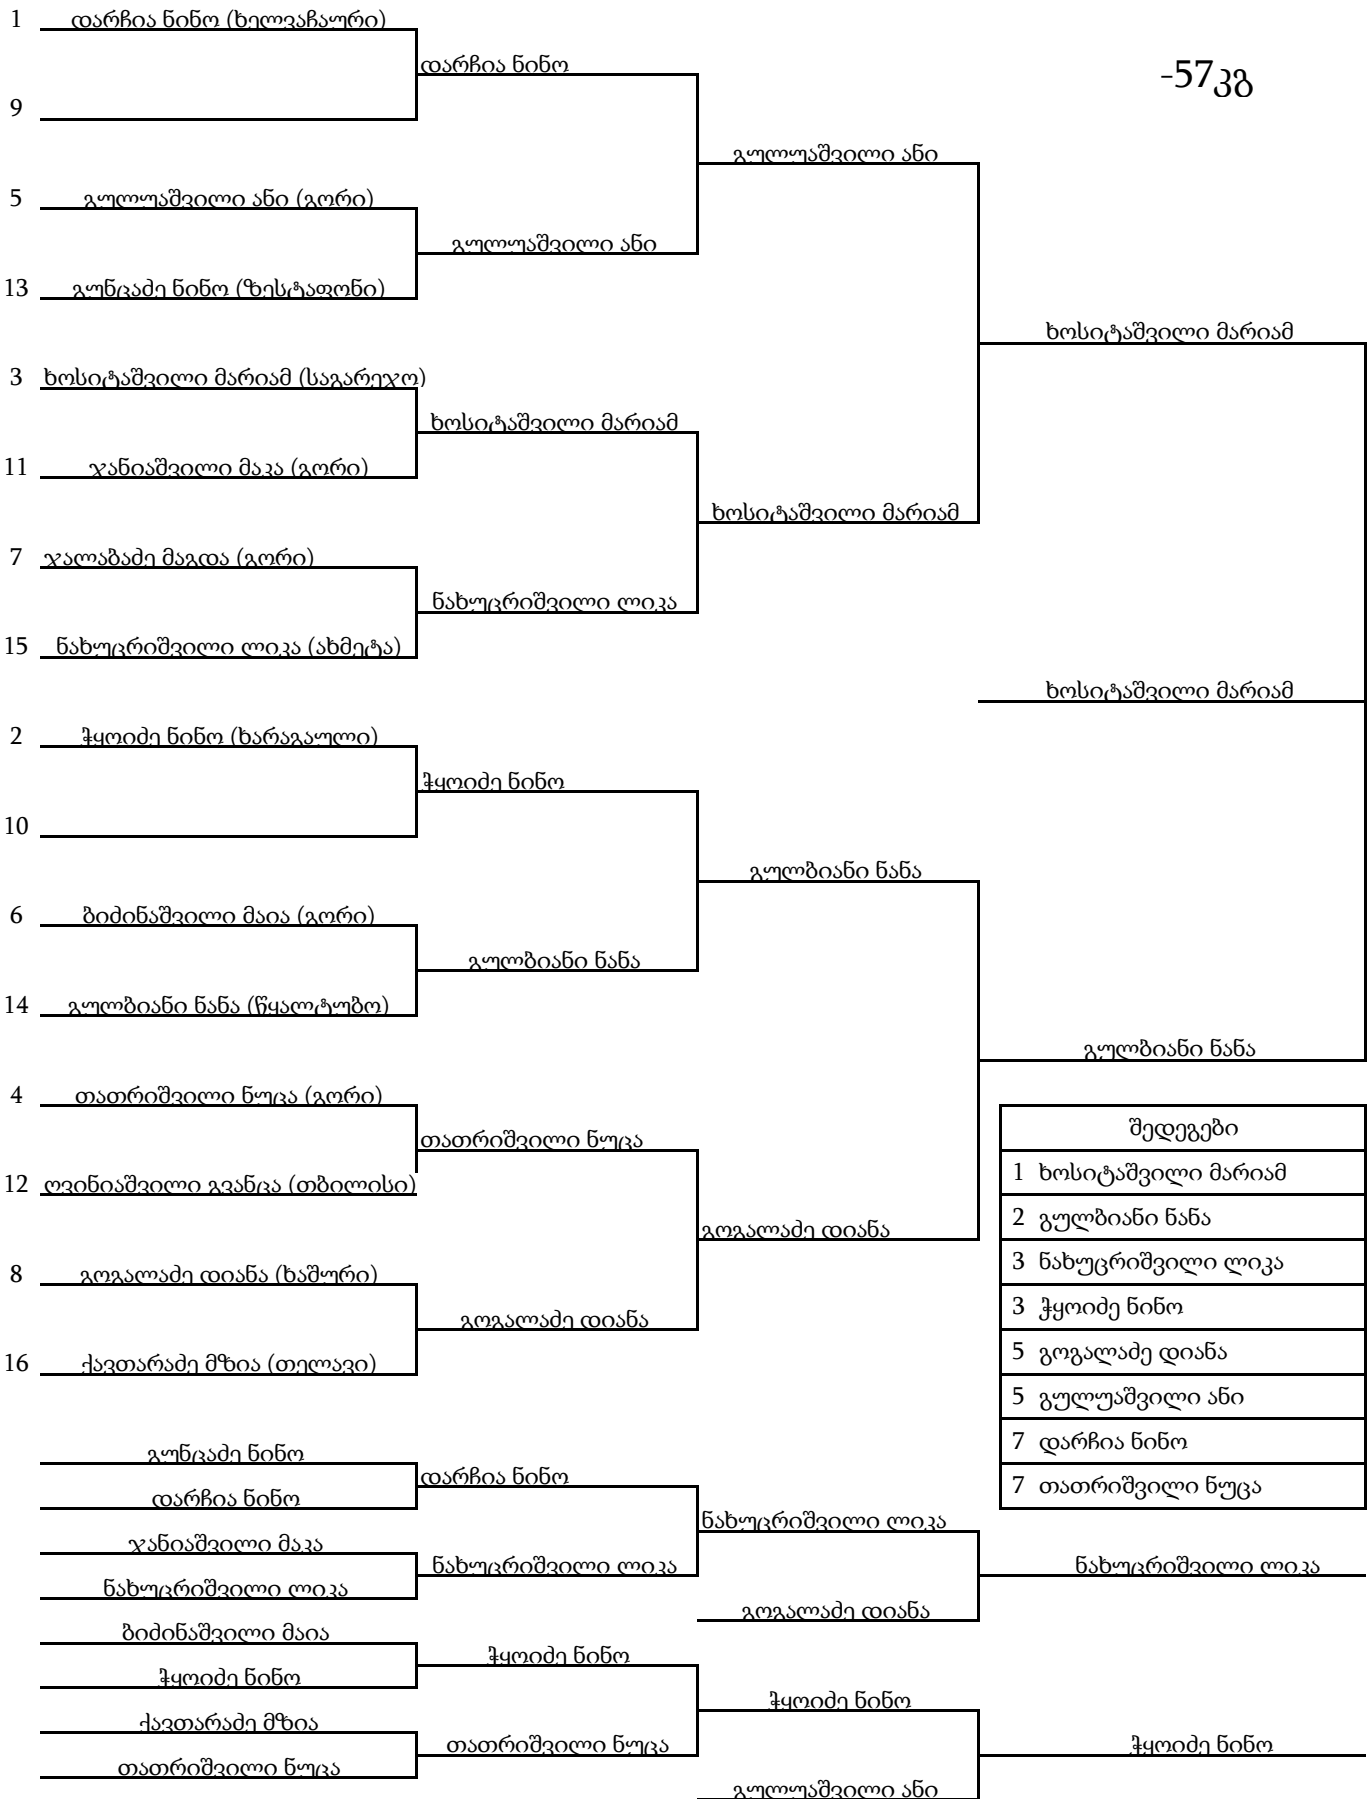 1 დარჩია ნინო (ხელვაჩაური)
დარჩია ნინო
-57კგ
9
გულუაშვილი ანი
5 გულუაშვილი ანი (გორი)
გულუაშვილი ანი
13 გუნცაძე ნინო (ზესტაფონი)
ხოსიტაშვილი მარიამ
3 ხოსიტაშვილი მარიამ (საგარეჯო)
ხოსიტაშვილი მარიამ
11 ჯანიაშვილი მაკა (გორი)
ხოსიტაშვილი მარიამ
7 ჯალაბაძე მაგდა (გორი)
ნახუცრიშვილი ლიკა
15 ნახუცრიშვილი ლიკა (ახმეტა)
ხოსიტაშვილი მარიამ
2 ჭყოიძე ნინო (ხარაგაული)
ჭყოიძე ნინო
10
გულბიანი ნანა
6 ბიძინაშვილი მაია (გორი)
გულბიანი ნანა
14 გულბიანი ნანა (წყალტუბო)
გულბიანი ნანა
4 თათრიშვილი ნუცა (გორი)
თათრიშვილი ნუცა
12 ღვინიაშვილი გვანცა (თბილისი)
გოგალაძე დიანა
8 გოგალაძე დიანა (ხაშური)
გოგალაძე დიანა
16 ქავთარაძე მზია (თელავი)
შედეგები
1 ხოსიტაშვილი მარიამ
2 გულბიანი ნანა
3 ნახუცრიშვილი ლიკა
3 ჭყოიძე ნინო
5 გოგალაძე დიანა
5 გულუაშვილი ანი
7 დარჩია ნინო
7 თათრიშვილი ნუცა
გუნცაძე ნინო
დარჩია ნინო
დარჩია ნინო
ნახუცრიშვილი ლიკა
ჯანიაშვილი მაკა
ნახუცრიშვილი ლიკა
ნახუცრიშვილი ლიკა
ნახუცრიშვილი ლიკა
გოგალაძე დიანა
ბიძინაშვილი მაია
ჭყოიძე ნინო
ჭყოიძე ნინო
ჭყოიძე ნინო
ქავთარაძე მზია
თათრიშვილი ნუცა
ჭყოიძე ნინო
თათრიშვილი ნუცა
გულუაშვილი ანი